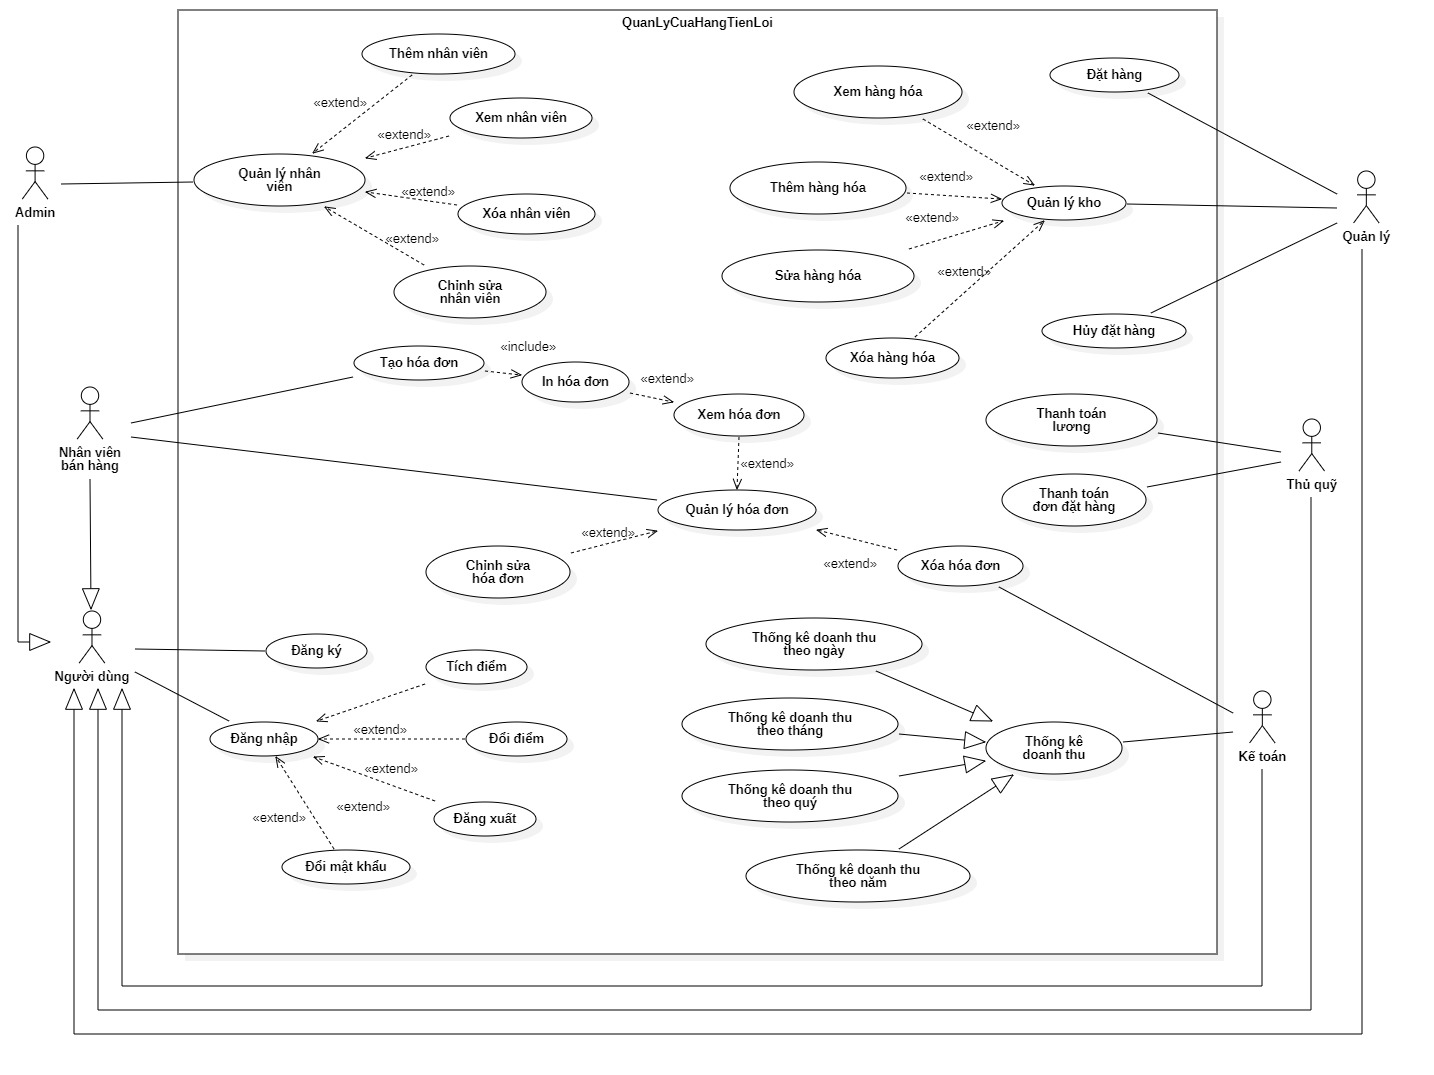 QuanLyCuaHangTienLoi
Thêm nhân viên
«extend»
Xem nhân viên
«extend»
Quản lý nhân
viên
«extend»
Xóa nhân viên
«extend»
Chỉnh sửa
nhân viên
Admin
Xem hàng hóa
«extend»
Đặt hàng
Thêm hàng hóa
«extend»
Quản lý kho
«extend»
Sửa hàng hóa
«extend»
Xóa hàng hóa
Hủy đặt hàng
Quản lý
Tạo hóa đơn
«include»
In hóa đơn
«extend»
Xem hóa đơn
«extend»
Nhân viên
bán hàng
Quản lý hóa đơn
«extend»
Chỉnh sửa
hóa đơn
«extend»
Xóa hóa đơn
Thanh toán
lương
Thanh toán
đơn đặt hàng
Thủ quỹ
Người dùng
Đăng ký
Tích điểm
Đăng nhập
«extend»
Đổi điểm
«extend»
«extend»
Đăng xuất
«extend»
Đổi mật khẩu
Thống kê doanh thu
theo ngày
Thống kê doanh thu
theo tháng
Thống kê
doanh thu
Thống kê doanh thu
theo quý
Thống kê doanh thu
theo năm
Kế toán